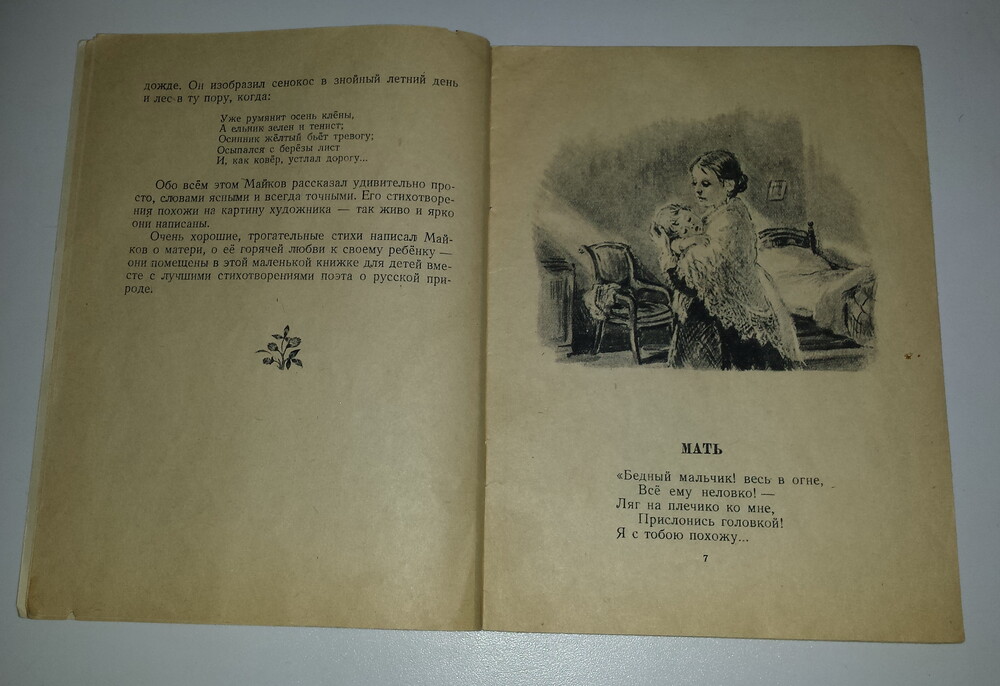 дожде. Он изобразил сенокос в знойный летний день
и лес в ту пору, когда:
Уже румянит осень клёны,
А ельник зелен и тенист;
Осинник жёлтый бьёт тревогу;
Осыпался с берёзы лист
И, как ковёр, устлал дорогу...
Обо всём этом Майков рассказал удивительно про-
сто, словами ясными и всегда точными. Его стихотворе-
ния похожи на картину художника — так живо и ярко
они написаны.
Очень хорошие, трогательные стихи написал Май-
ков о матери, о её горячей любви к своему ребёнку —
они помещены в этой маленькой книжке для детей вме-
сте с лучшими стихотворениями поэта о русской при-
роде.
МАТЬ
«Бедный мальчик! весь в огне,
Всё ему неловко! —
Ляг на плечико ко мне,
Прислонись головкой!
Я с тобою похожу...
7